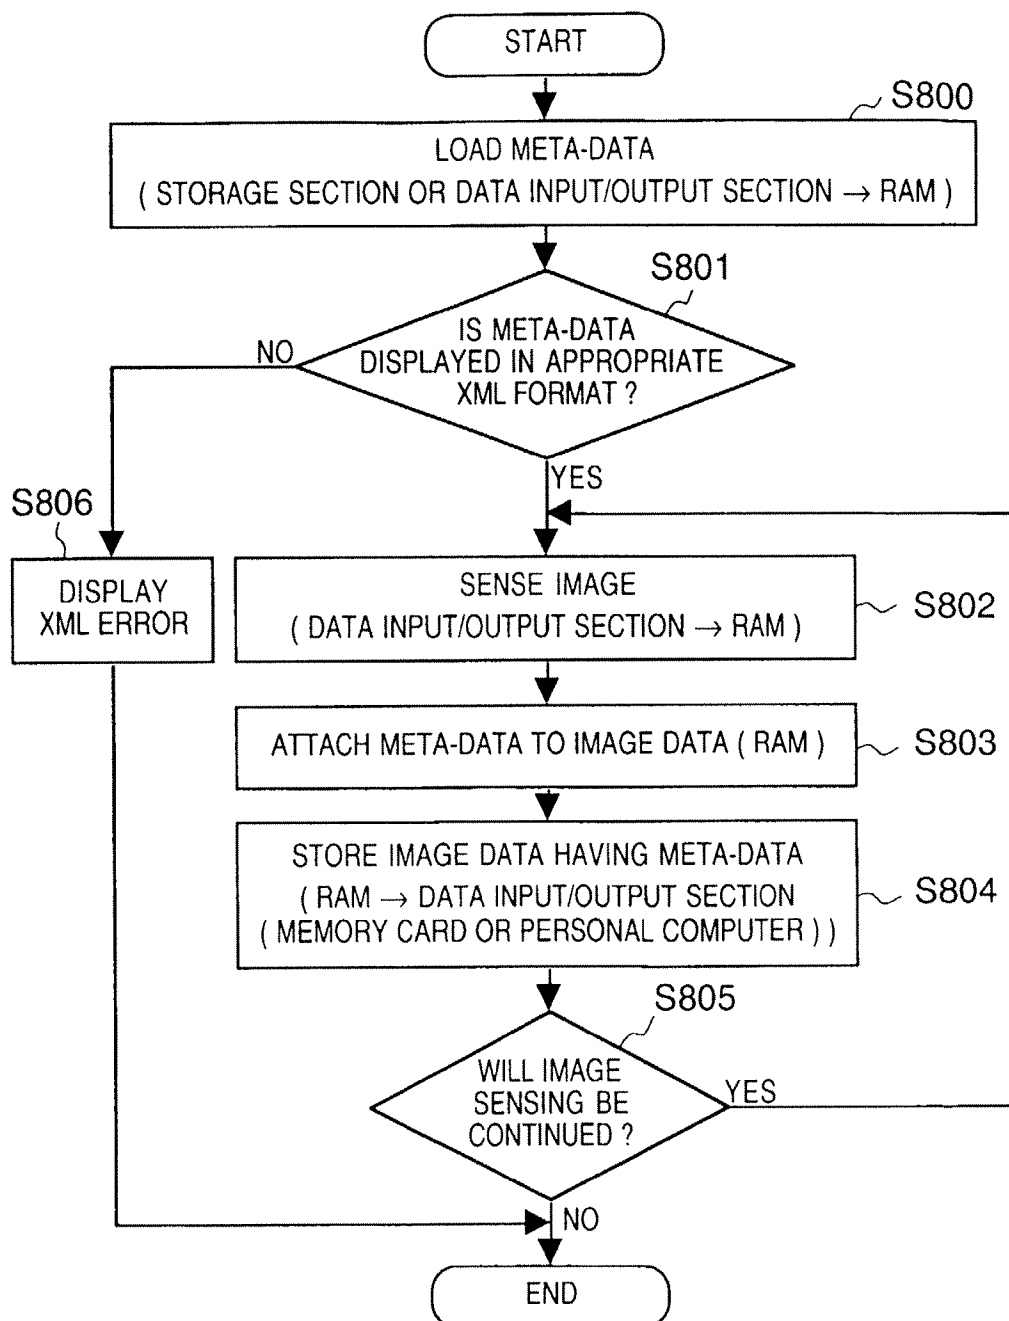 START
S800
LOAD META-DATA
( STORAGE SECTION OR DATA INPUT/OUTPUT SECTION → RAM )
S801
IS META-DATA
DISPLAYED IN APPROPRIATE
XML FORMAT ?
NO
YES
S806
DISPLAY
XML ERROR
SENSE IMAGE
( DATA INPUT/OUTPUT SECTION → RAM )
S802
ATTACH META-DATA TO IMAGE DATA ( RAM )
S803
STORE IMAGE DATA HAVING META-DATA
( RAM → DATA INPUT/OUTPUT SECTION
( MEMORY CARD OR PERSONAL COMPUTER ) )
S804
S805
WILL IMAGE
SENSING BE
CONTINUED ?
YES
NO
END